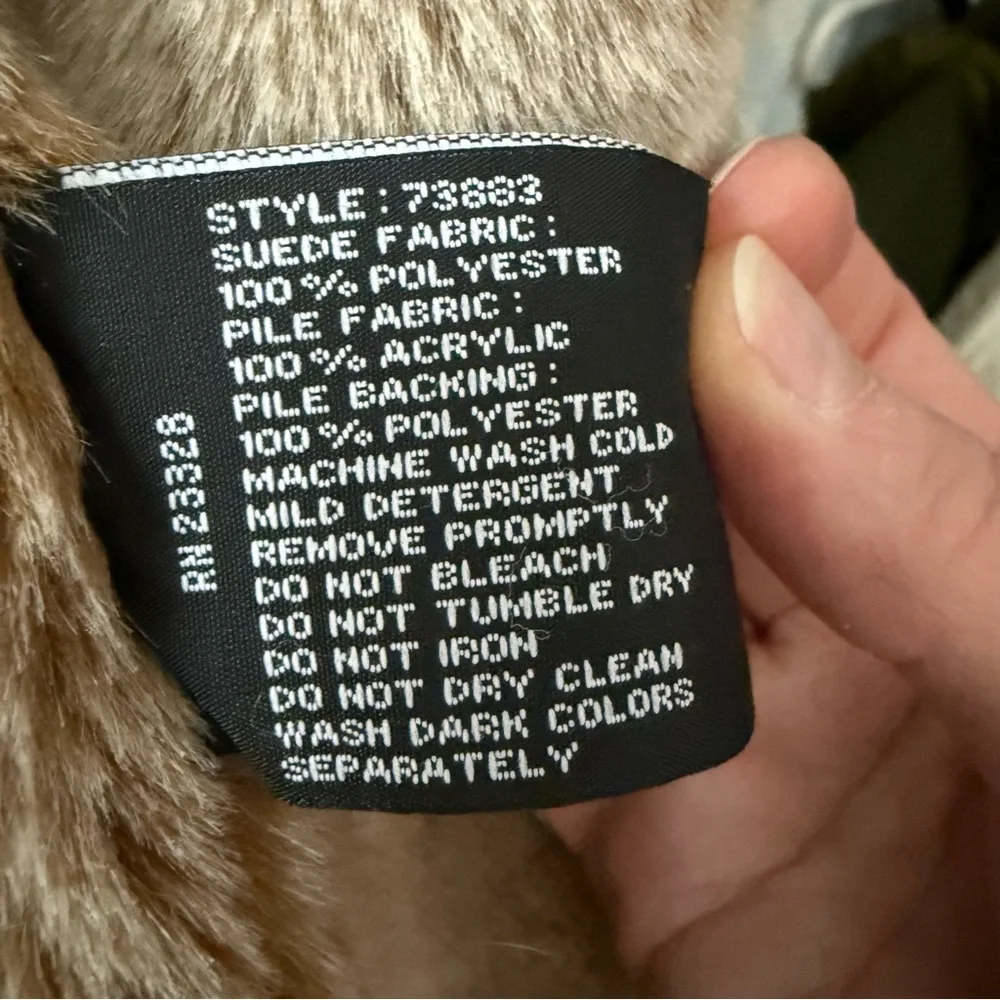 STYLE: 73883
SUEDE FABRIC:
100% POLYESTER
PILE FABRIC:
100% ACRYLIC
PILE BACKING:
100% POLYESTER
MACHINE WASH COLD
MILD DETERGENT
REMOVE PROMPTLY
DO NOT BLEACH
DO NOT TUMBLE DRY
DO NOT IRON
DO NOT DRY CLEAN
WASH DARK COLORS
SEPARATELY
RN 23328